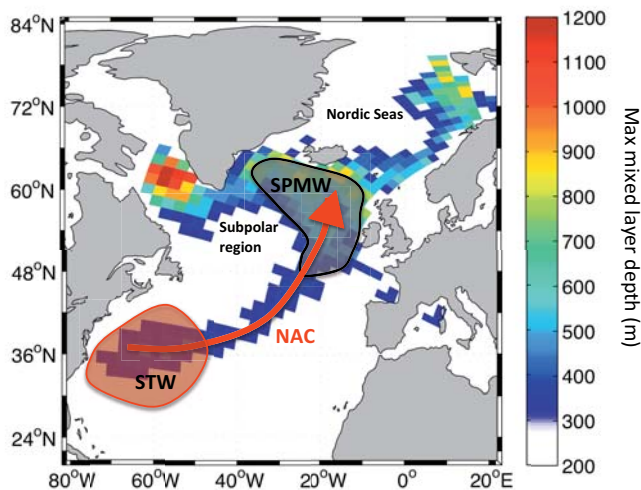 84°N
72°N
60°N
48°N
36°N
24°N
80°W
60°W
40°W
20°W
0°
20°E
Nordic Seas
SPMW
Subpolar
region
NAC
STW
1200
1100
1000
900
800
700
600
500
400
300
200
Max mixed layer depth (m)